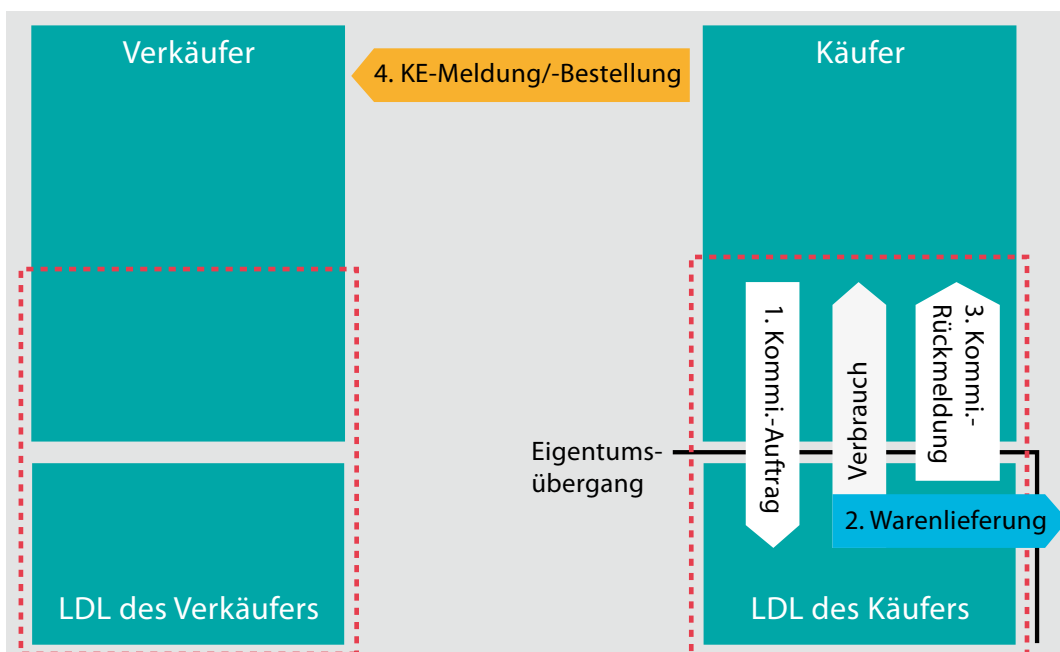 Verkäufer
4. KE-Meldung/-Bestellung
Käufer
1. Kommi.-Auftrag
Verbrauch
3. Kommi.-
Rückmeldung
Eigentums-
übergang
2. Warenlieferung
LDL des Verkäufers
LDL des Käufers